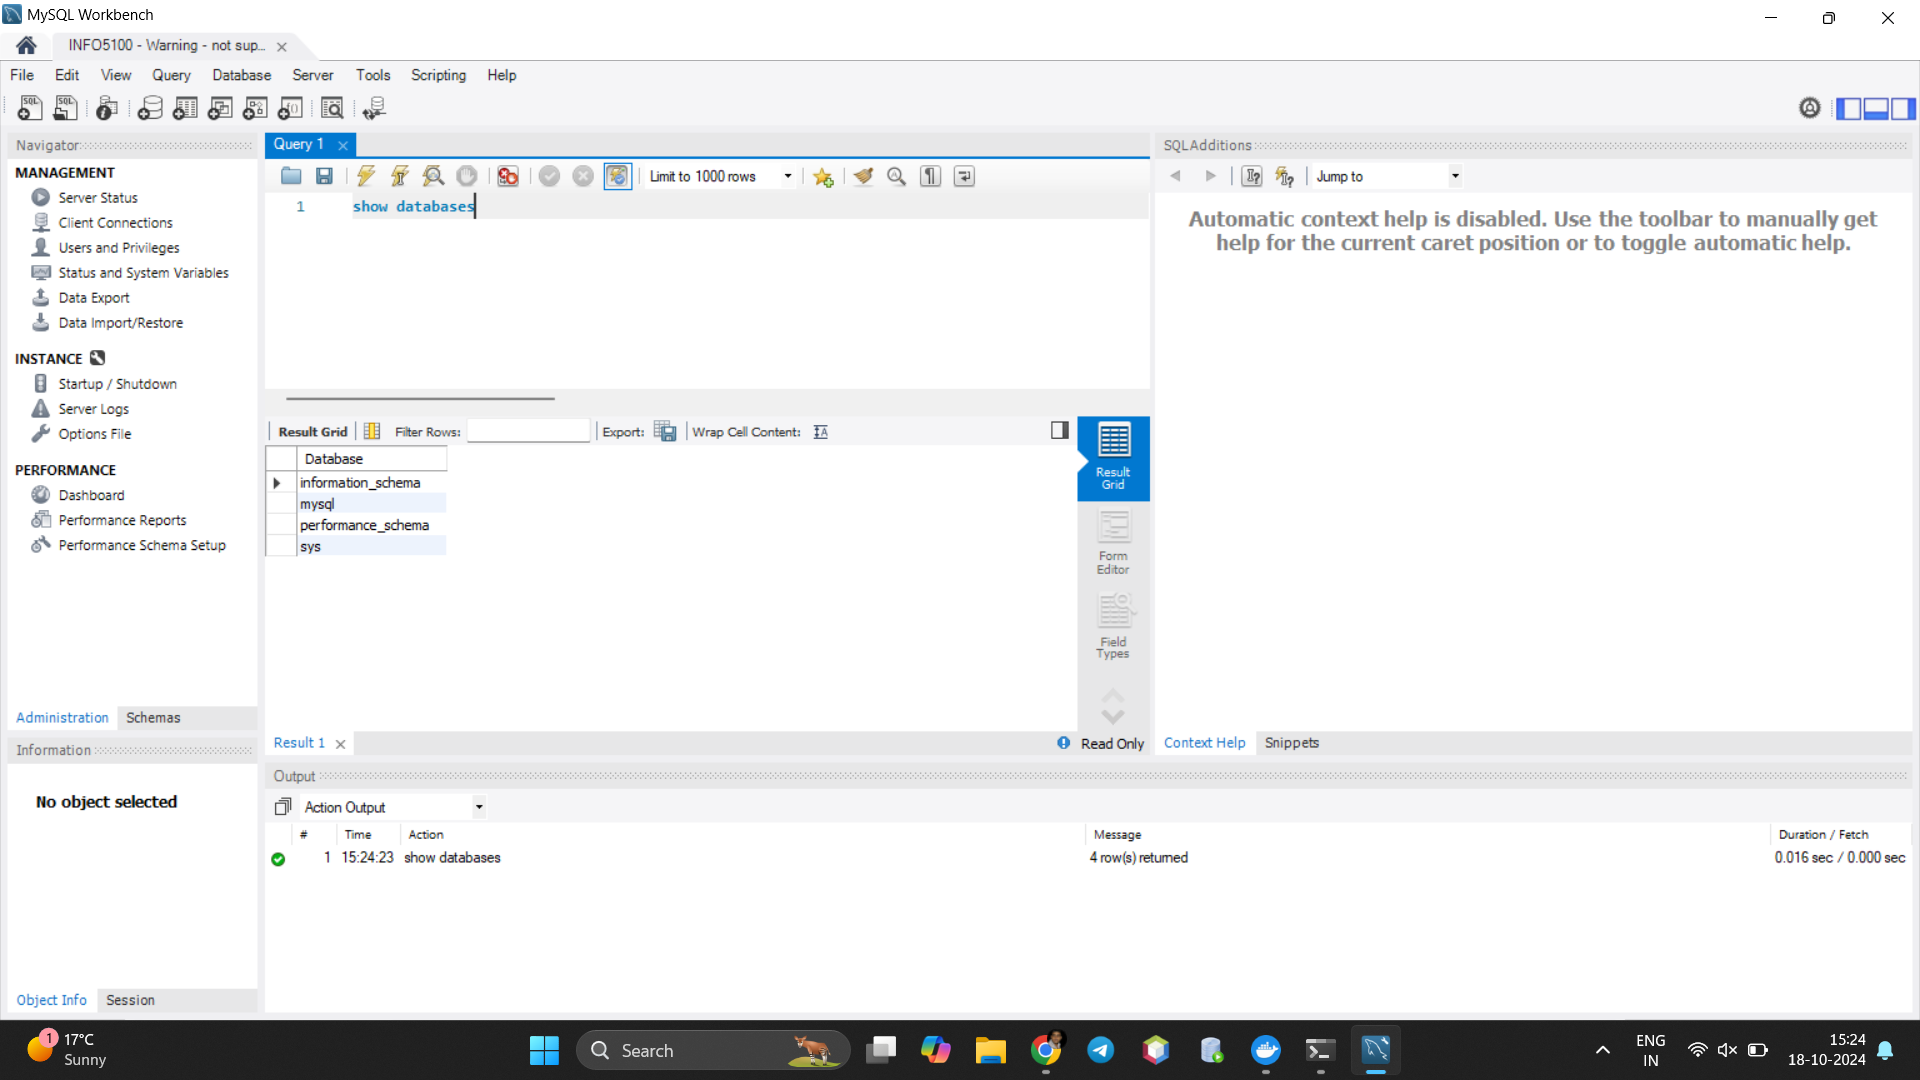 MySQL Workbench
INFO5100 - Warning - not sup...
File Edit View Query Database Server Tools Scripting Help
Navigator
MANAGEMENT
Server Status
Client Connections
Users and Privileges
Status and System Variables
Data Export
Data Import/Restore
INSTANCE
Startup / Shutdown
Server Logs
Options File
PERFORMANCE
Dashboard
Performance Reports
Performance Schema Setup
Administration Schemas
Information
No object selected
Object Info Session
Query 1
Limit to 1000 rows
1 show databases
Result Grid Filter Rows: Export: Wrap Cell Content:
Database
information_schema
mysql
performance_schema
sys
Result
Grid
Form
Editor
Field
Types
Result 1 Read Only
SQLAdditions
Jump to
Automatic context help is disabled. Use the toolbar to manually get
help for the current caret position or to toggle automatic help.
Context Help Snippets
Output
Action Output
# Time Action Message Duration / Fetch
1 15:24:23 show databases 4 row(s) returned 0.016 sec / 0.000 sec
1
17°C
Sunny
Search
ENG
IN
15:24
18-10-2024